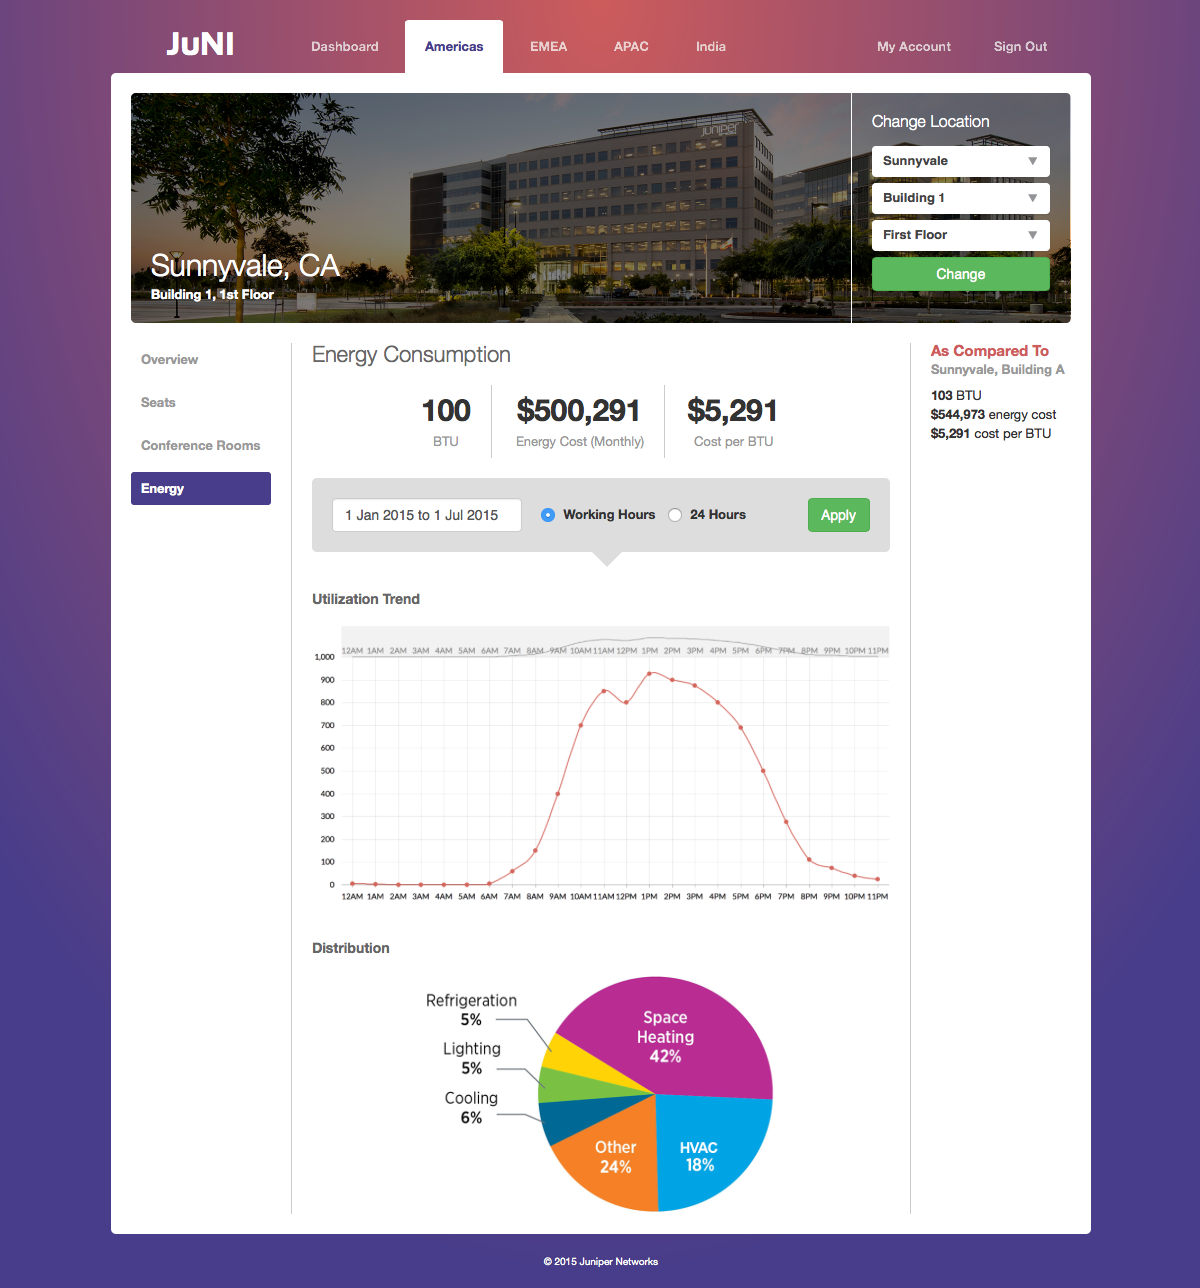 JuNI
Dashboard
Americas
EMEA
APAC
India
My Account
Sign Out
juniper
Sunnyvale, CA
Building 1, 1st Floor
Change Location
Sunnyvale
Building 1
First Floor
Change
Overview
Seats
Conference Rooms
Energy
Energy Consumption
100
BTU
$500,291
Energy Cost (Monthly)
$5,291
Cost per BTU
1 Jan 2015 to 1 Jul 2015
Working Hours
24 Hours
Apply
Utilization Trend
12AM 1AM 2AM 3AM 4AM 5AM 6AM 7AM 8AM 9AM 10AM 11AM 12PM 1PM 2PM 3PM 4PM 5PM 6PM 7PM 8PM 9PM 10PM 11PM
1,000
900
800
700
600
500
400
300
200
100
0
12AM 1AM 2AM 3AM 4AM 5AM 6AM 7AM 8AM 9AM 10AM 11AM 12PM 1PM 2PM 3PM 4PM 5PM 6PM 7PM 8PM 9PM 10PM 11PM
Distribution
Refrigeration
5%
Lighting
5%
Cooling
6%
Space
Heating
42%
Other
24%
HVAC
18%
As Compared To
Sunnyvale, Building A
103 BTU
$544,973 energy cost
$5,291 cost per BTU
© 2015 Juniper Networks